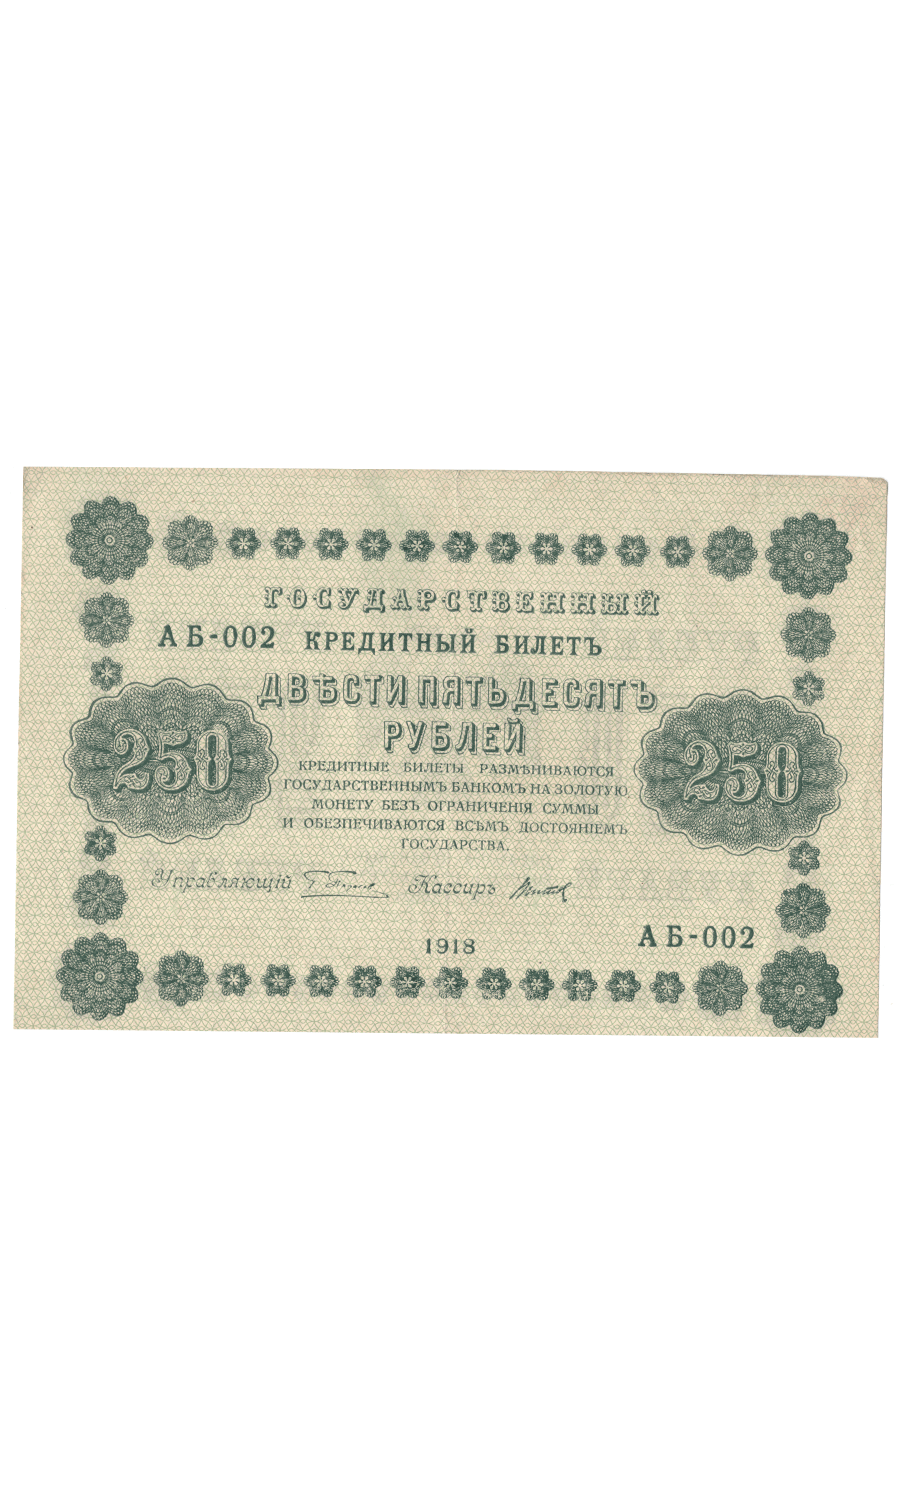 ГОСУДАРСТВЕННЫЙ
АБ-002 КРЕДИТНЫЙ БИЛЕТЪ
ДВѢСТИ ПЯТЬДЕСЯТЪ
РУБЛЕЙ
250
250
КРЕДИТНЫЕ БИЛЕТЫ РАЗМѢНИВАЮТСЯ
ГОСУДАРСТВЕННЫМЪ БАНКОМЪ НА ЗОЛОТУЮ
МОНЕТУ БЕЗЪ ОГРАНИЧЕНІЯ СУММЫ
И ОБЕЗПЕЧИВАЮТСЯ ВСѢМЪ ДОСТОЯНІЕМЪ
ГОСУДАРСТВА.
Управляющій Кассиръ
АБ-002
1918